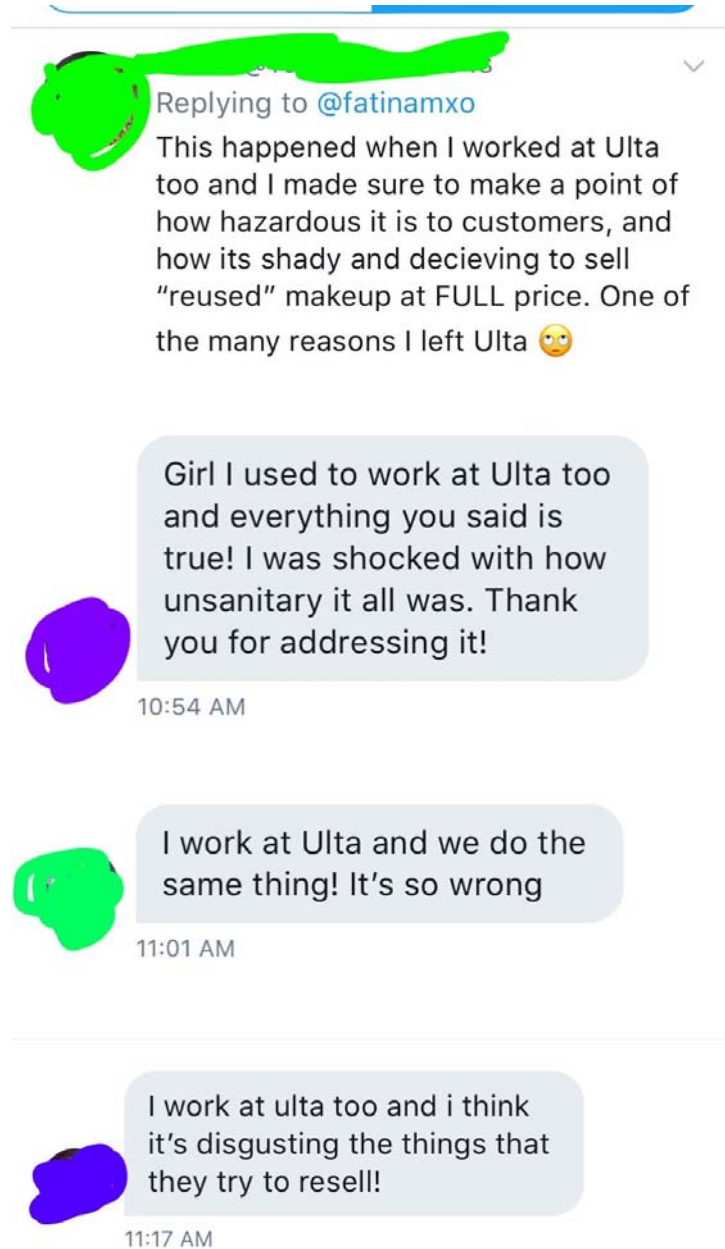 Replying to @fatinamxo
This happened when I worked at Ulta
too and I made sure to make a point of
how hazardous it is to customers, and
how its shady and decieving to sell
“reused” makeup at FULL price. One of
the many reasons I left Ulta 🙄
Girl I used to work at Ulta too
and everything you said is
true! I was shocked with how
unsanitary it all was. Thank
you for addressing it!
10:54 AM
I work at Ulta and we do the
same thing! It’s so wrong
11:01 AM
I work at ulta too and i think
it’s disgusting the things that
they try to resell!
11:17 AM